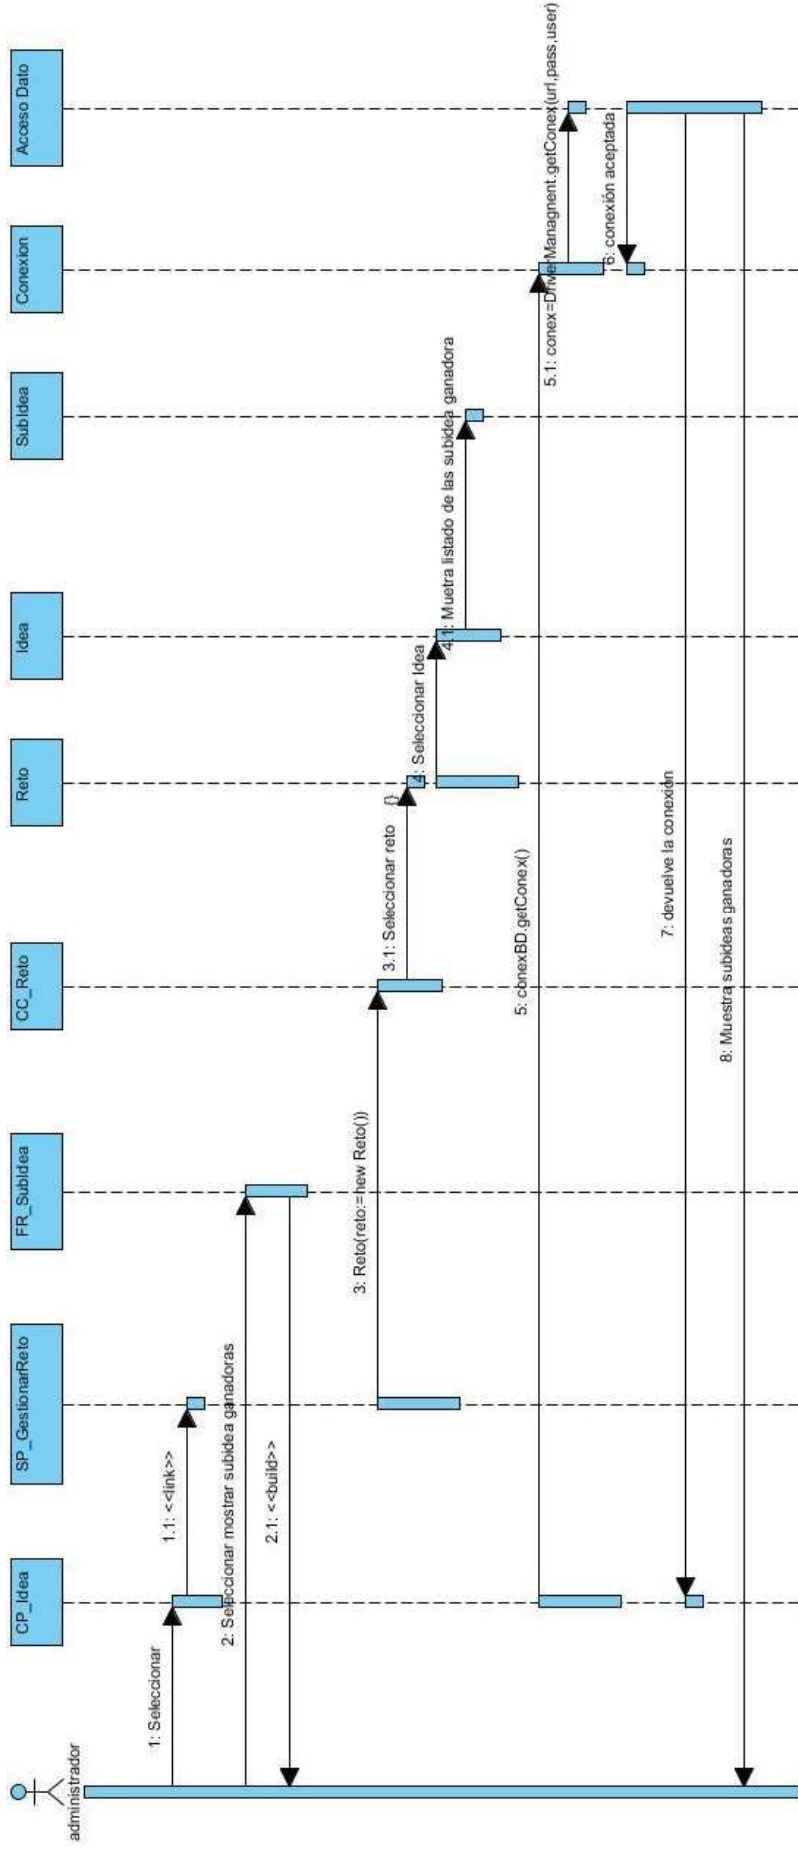 administrador
CP_Idea
SP_GestionarReto
FR_SubIdea
CC_Reto
Reto
Idea
SubIdea
Conexion
Acceso Dato
1: Seleccionar
1.1: <<link>>
2: Seleccionar mostrar subidea ganadoras
2.1: <<build>>
3: Reto(reto:=new Reto())
3.1: Seleccionar reto
{}
4: Seleccionar Idea
4.1: Muetra listado de las subidea ganadora
5: conexBD.getConex()
5.1: conex=DriverManagnent.getConex(url,pass,user)
6: conexión aceptada
7: devuelve la conexión
8: Muestra subideas ganadoras